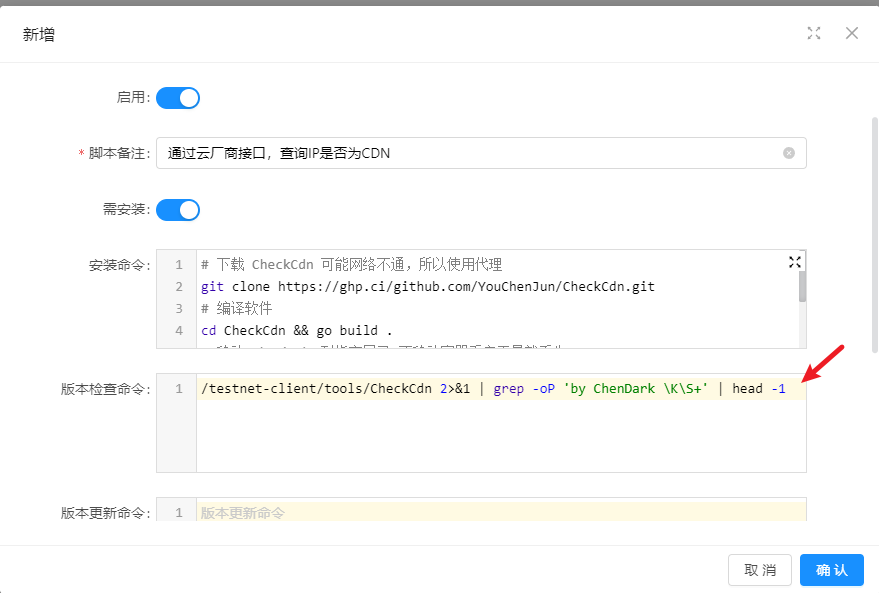 新增
启用:
* 脚本备注: 通过云厂商接口，查询IP是否为CDN
需安装:
安装命令: 1 # 下载 CheckCdn 可能网络不通，所以使用代理
2 git clone https://ghp.ci/github.com/YouChenJun/CheckCdn.git
3 # 编译软件
4 cd CheckCdn && go build .
版本检查命令: 1 /testnet-client/tools/CheckCdn 2>&1 | grep -oP 'by ChenDark \K\S+' | head -1
版本更新命令: 1 版本更新命令
取 消 确 认